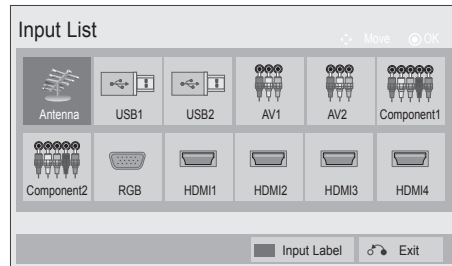 Input List
Move OK
Antenna USB1 USB2 AV1 AV2 Component1
Component2 RGB HDMI1 HDMI2 HDMI3 HDMI4
Input Label Exit